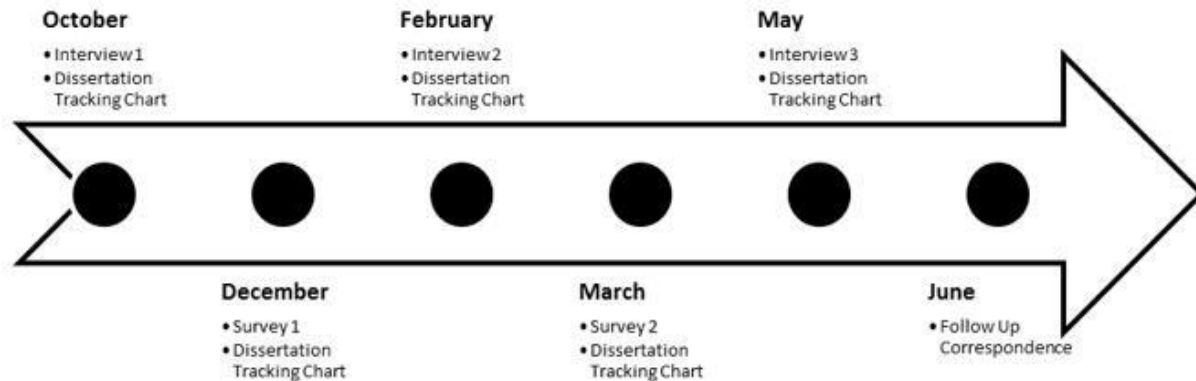 October
• Interview 1
• Dissertation
Tracking Chart
February
• Interview 2
• Dissertation
Tracking Chart
May
• Interview 3
• Dissertation
Tracking Chart
December
• Survey 1
• Dissertation
Tracking Chart
March
• Survey 2
• Dissertation
Tracking Chart
June
• Follow Up
Correspondence